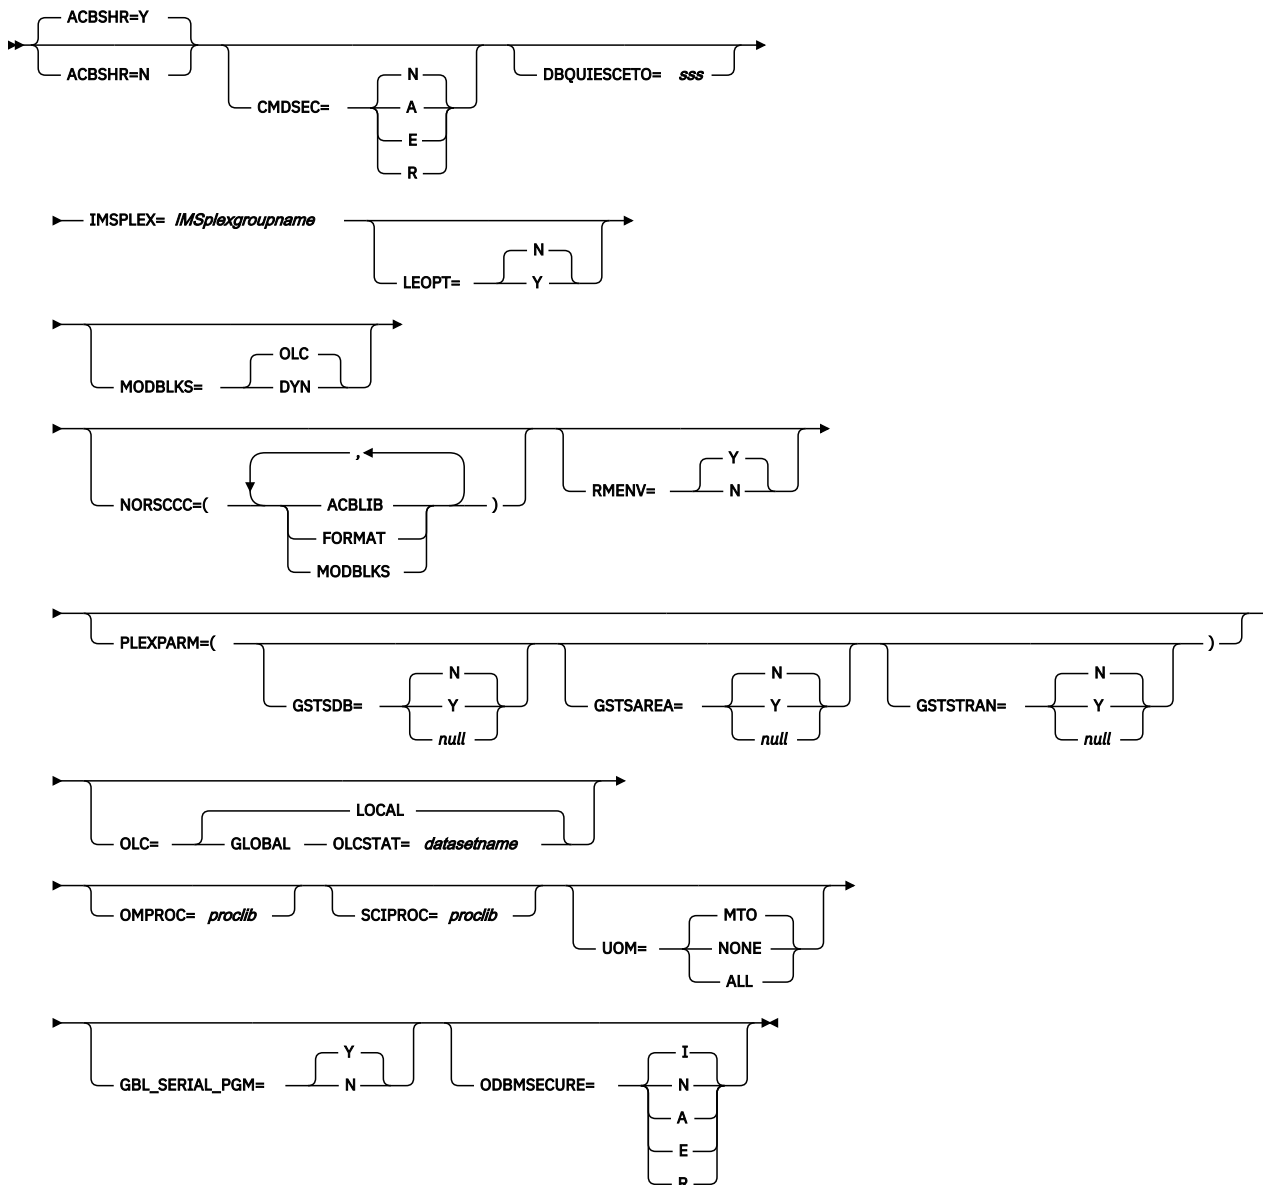 ACBSHR=Y
ACBSHR=N
CMDSEC=
N
A
E
R
DBQUIESCETO= sss
IMSPLEX= IMSplexgroupname
LEOPT=
N
Y
MODBLKS=
OLC
DYN
NORSCCC=(
,
ACBLIB
FORMAT
MODBLKS
)
RMENV=
Y
N
PLEXPARM=(
GSTSDB=
N
Y
null
GSTSAREA=
N
Y
null
GSTSTRAN=
N
Y
null
)
OLC=
LOCAL
GLOBAL OLCSTAT= datasetname
OMPROC= proclib
SCIPROC= proclib
UOM=
MTO
NONE
ALL
GBL_SERIAL_PGM=
Y
N
ODBMSECURE=
I
N
A
E
R